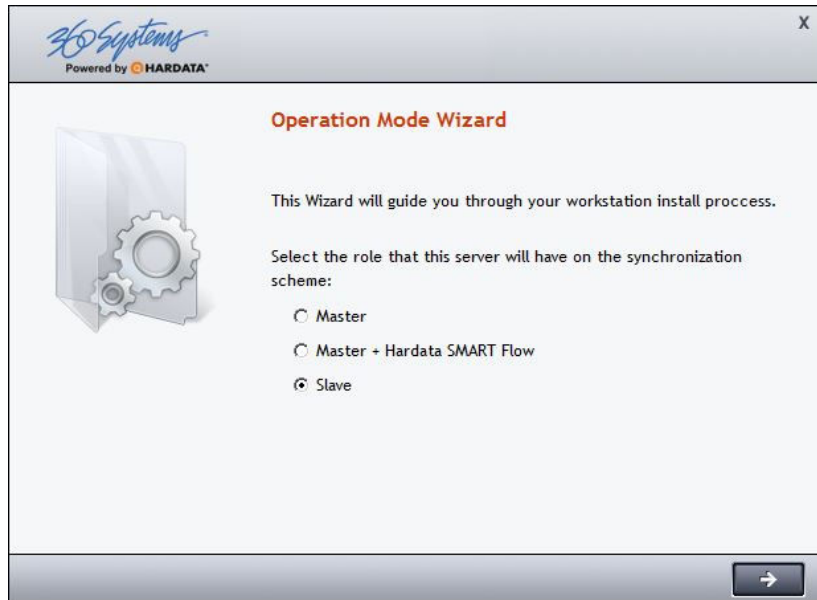 360 Systems
Powered by HARDATA
X
Operation Mode Wizard
This Wizard will guide you through your workstation install proccess.
Select the role that this server will have on the synchronization
scheme:
Master
Master + Hardata SMART Flow
Slave